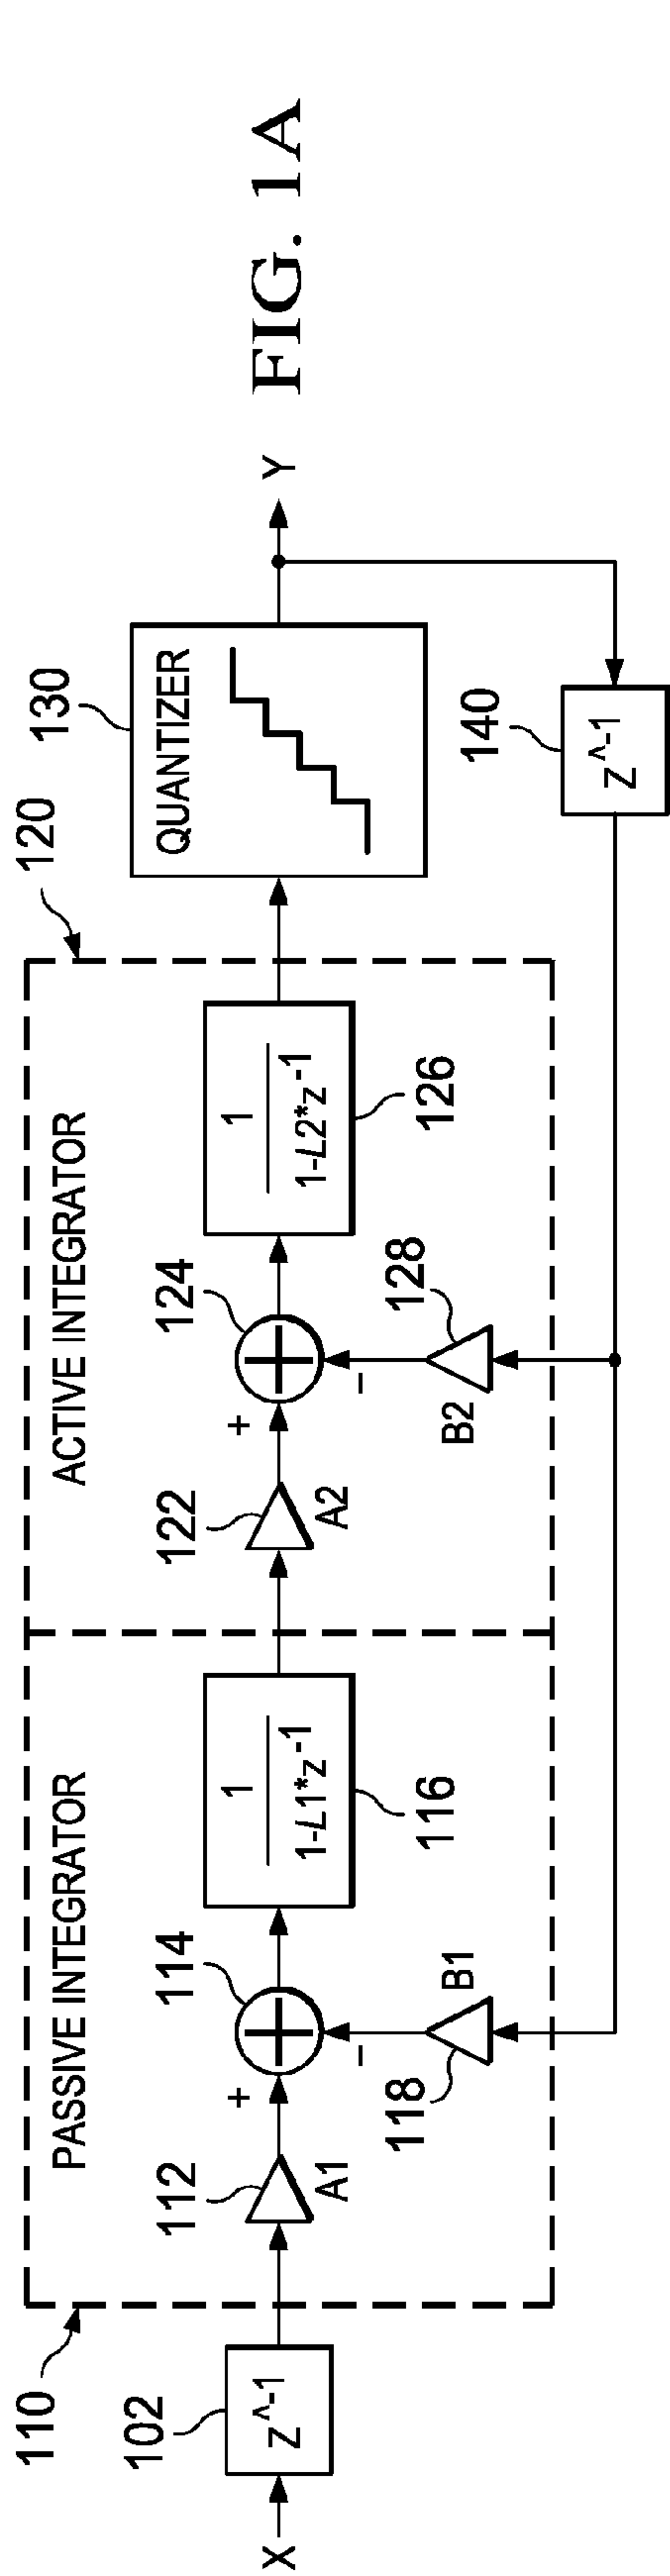 110
PASSIVE INTEGRATOR
ACTIVE INTEGRATOR
120
130
X
102
z^-1
112
A1
+
114
-
118
B1
1
1-L1*z-1
116
122
A2
+
124
-
B2
128
1
1-L2*z-1
126
QUANTIZER
Y
140
z^-1
FIG. 1A